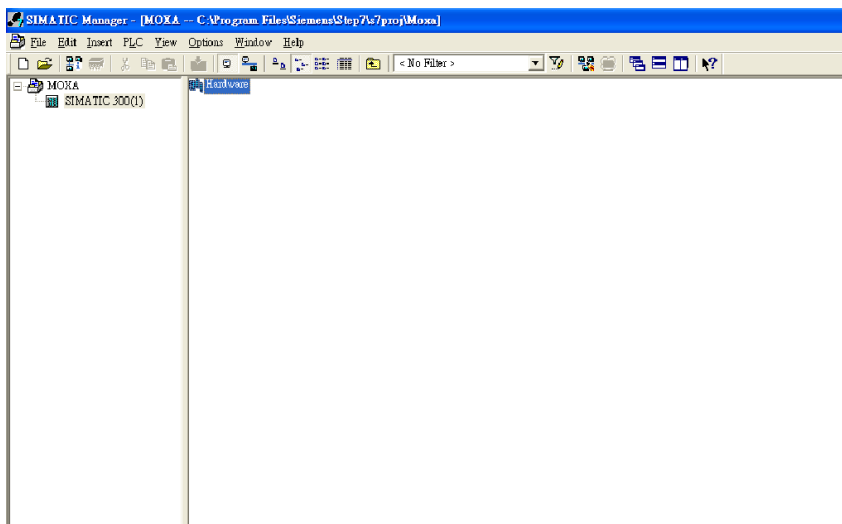 SIMATIC Manager - [MOXA -- C:\Program Files\Siemens\Step7\s7proj\Moxa]
File Edit Insert PLC View Options Window Help
< No Filter >
MOXA
SIMATIC 300(1)
Hardware